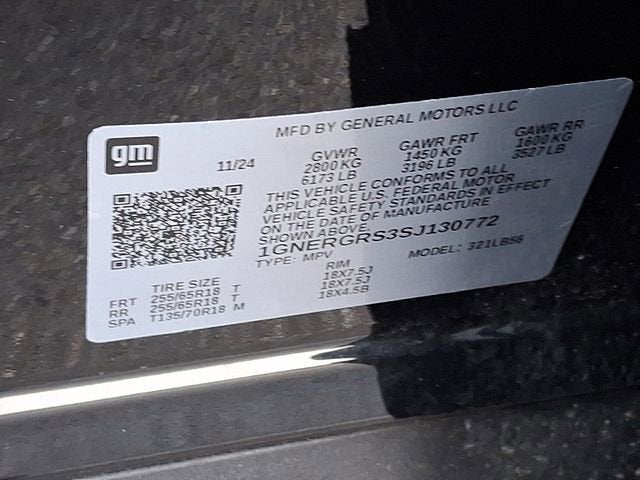 MFD BY GENERAL MOTORS LLC
gm
11/24
GVWR GAWR FRT GAWR RR
2800 KG 1450 KG 1600 KG
6173 LB 3196 LB 3527 LB
THIS VEHICLE CONFORMS TO ALL
APPLICABLE U.S. FEDERAL MOTOR
VEHICLE SAFETY STANDARDS IN EFFECT
ON THE DATE OF MANUFACTURE
SHOWN ABOVE.
1GNERGRS3SJ130772
TYPE: MPV MODEL: 321LB56
TIRE SIZE RIM
FRT 255/65R18 T 18X7.5J
RR 255/65R18 T 18X7.5J
SPA T135/70R18 M 18X4.5B